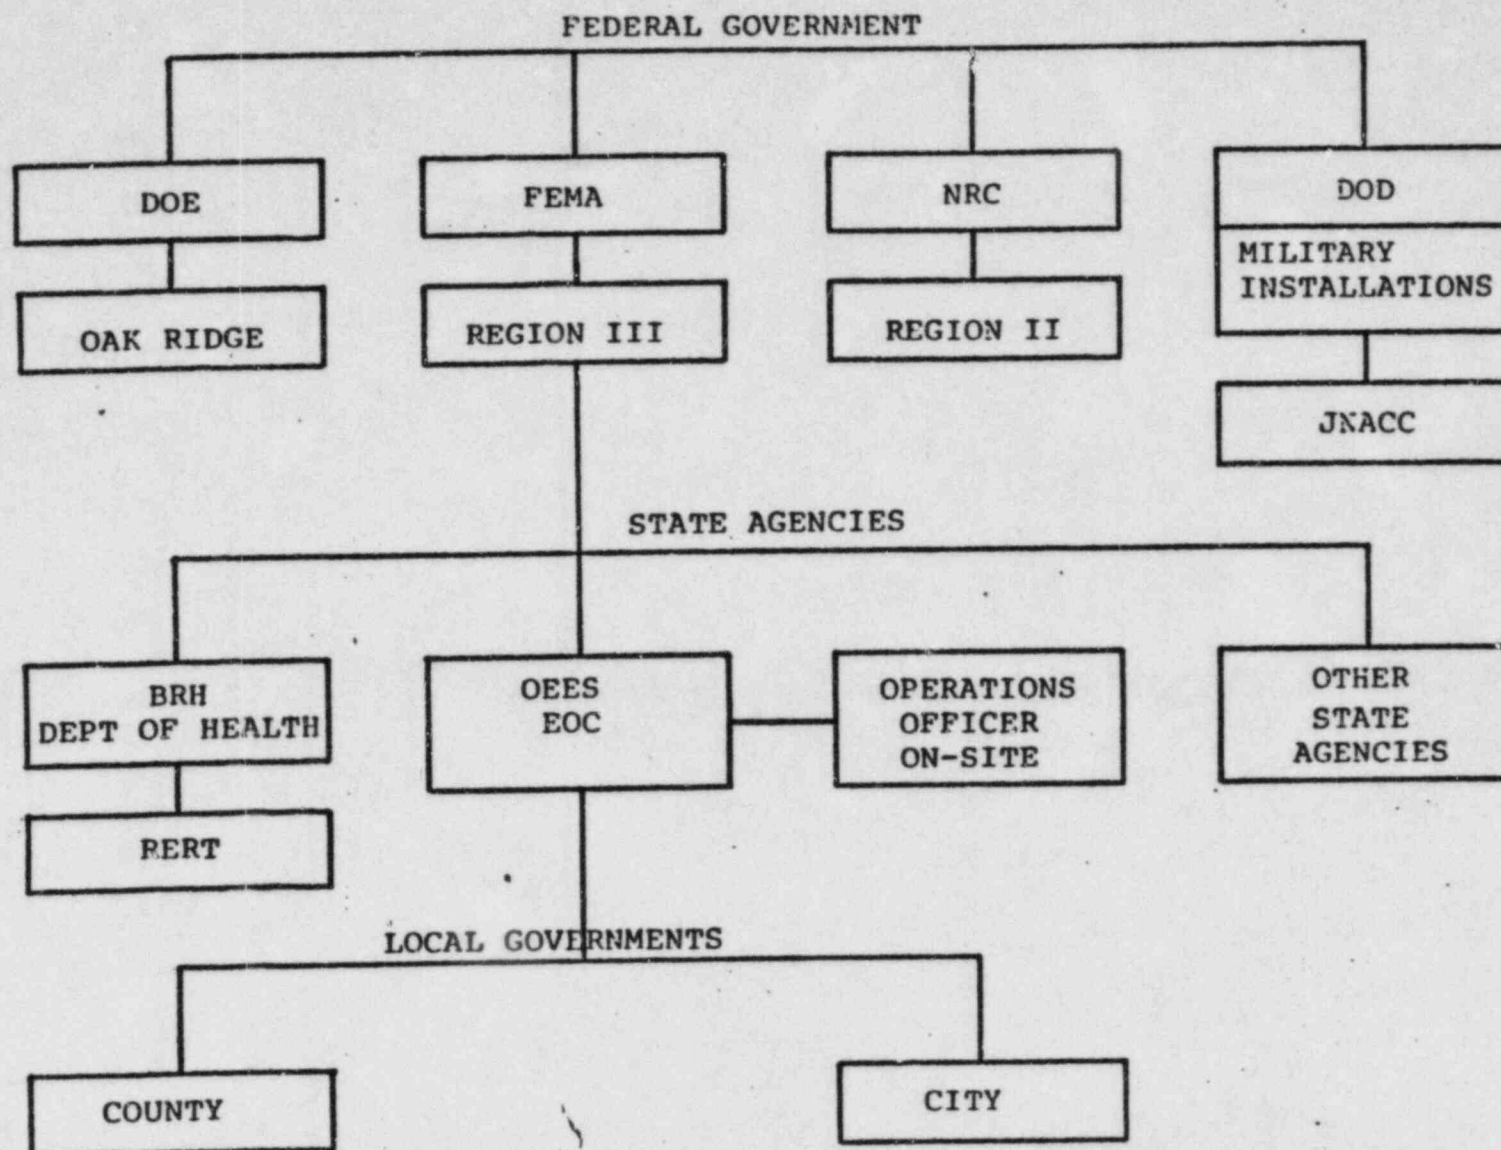 FEDERAL GOVERNMENT
DOE
FEMA
NRC
DOD
MILITARY
INSTALLATIONS
OAK RIDGE
REGION III
REGION II
JNACC
STATE AGENCIES
BRH
DEPT OF HEALTH
OEES
EOC
OPERATIONS
OFFICER
ON-SITE
OTHER
STATE
AGENCIES
RERT
LOCAL GOVERNMENTS
COUNTY
CITY